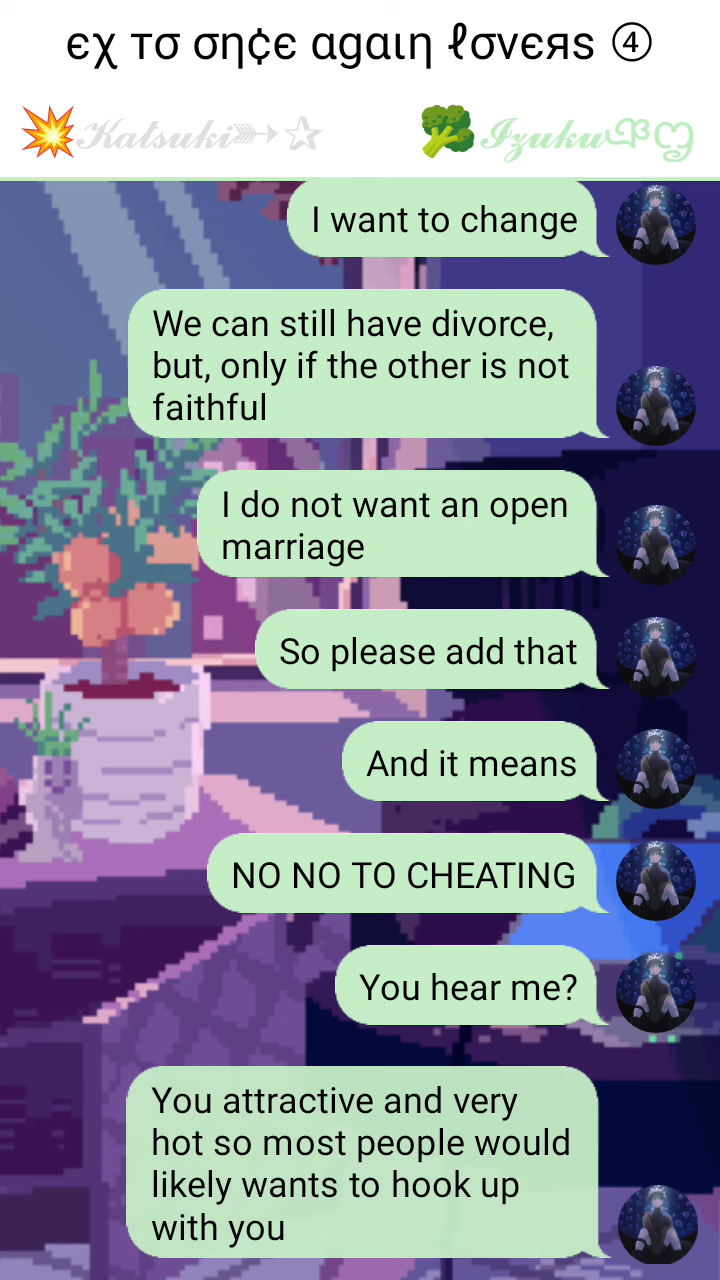 єχ тσ ση¢є αgαιη ℓσνєяѕ ④
💥𝒦𝒶𝓉𝓈𝓊𝓀𝒾➵☆
🥦𝓘𝔃𝓾𝓴𝓾
I want to change
We can still have divorce,
but, only if the other is not
faithful
I do not want an open
marriage
So please add that
And it means
NO NO TO CHEATING
You hear me?
You attractive and very
hot so most people would
likely wants to hook up
with you